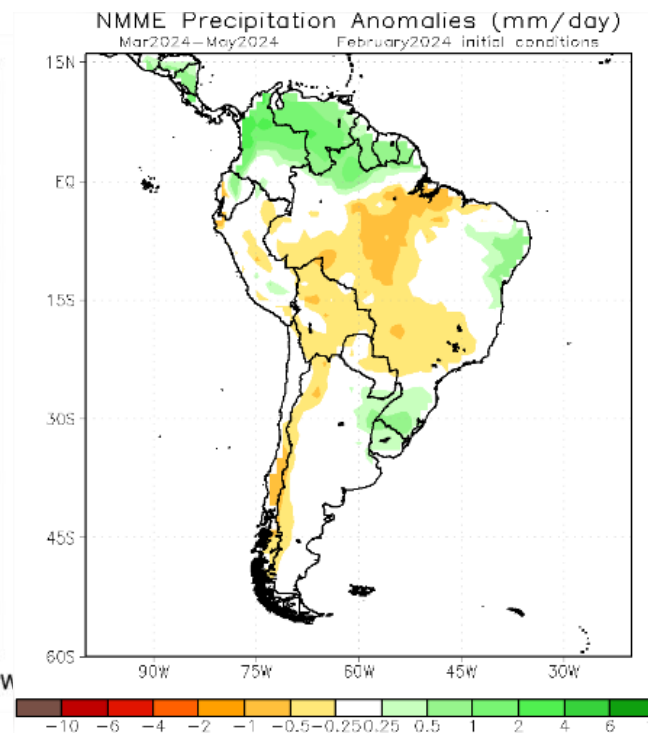 NMME Precipitation Anomalies (mm/day)
Mar2024–May2024 February2024 initial conditions
15N
EQ
15S
30S
45S
60S
90W 75W 60W 45W 30W
W
−10 −6 −4 −2 −1 −0.5 −0.25 0.25 0.5 1 2 4 6